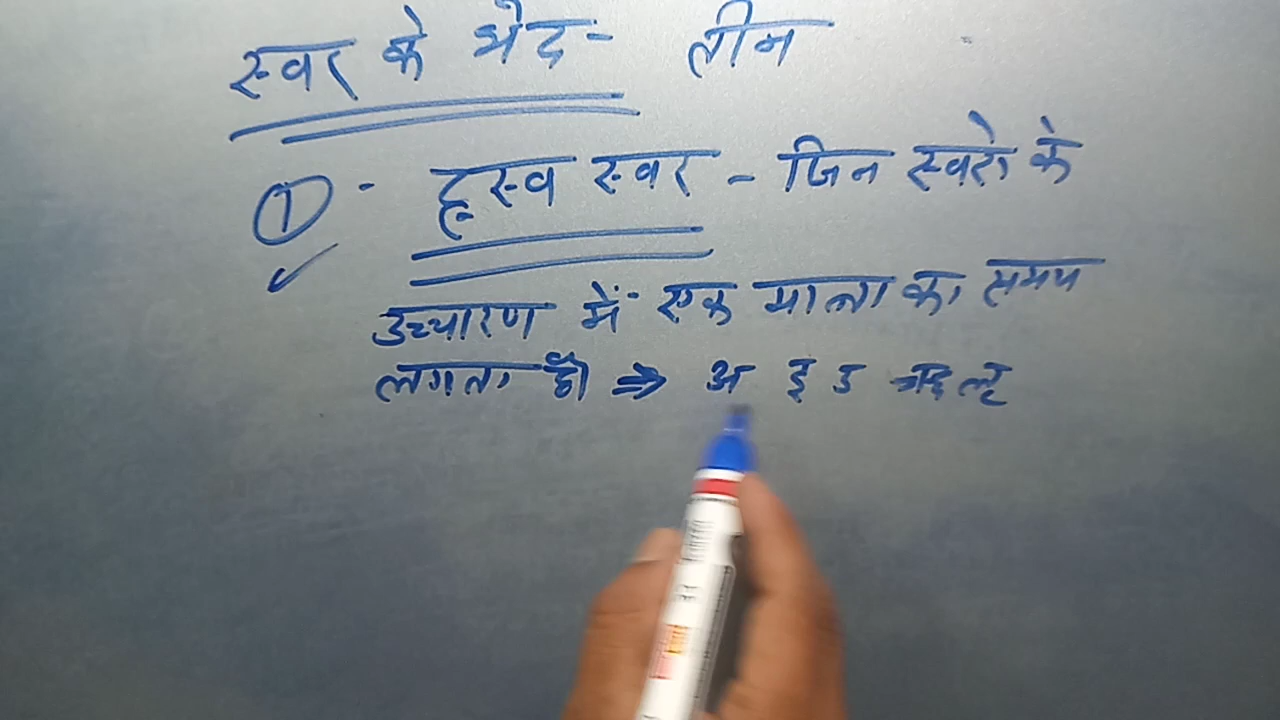 स्वर के भेद - तीन
① - ह्रस्व स्वर - जिन स्वरो के
उच्चारण में एक मात्रा का समय
लगता है ⇒ अ इ उ ऋ लृ